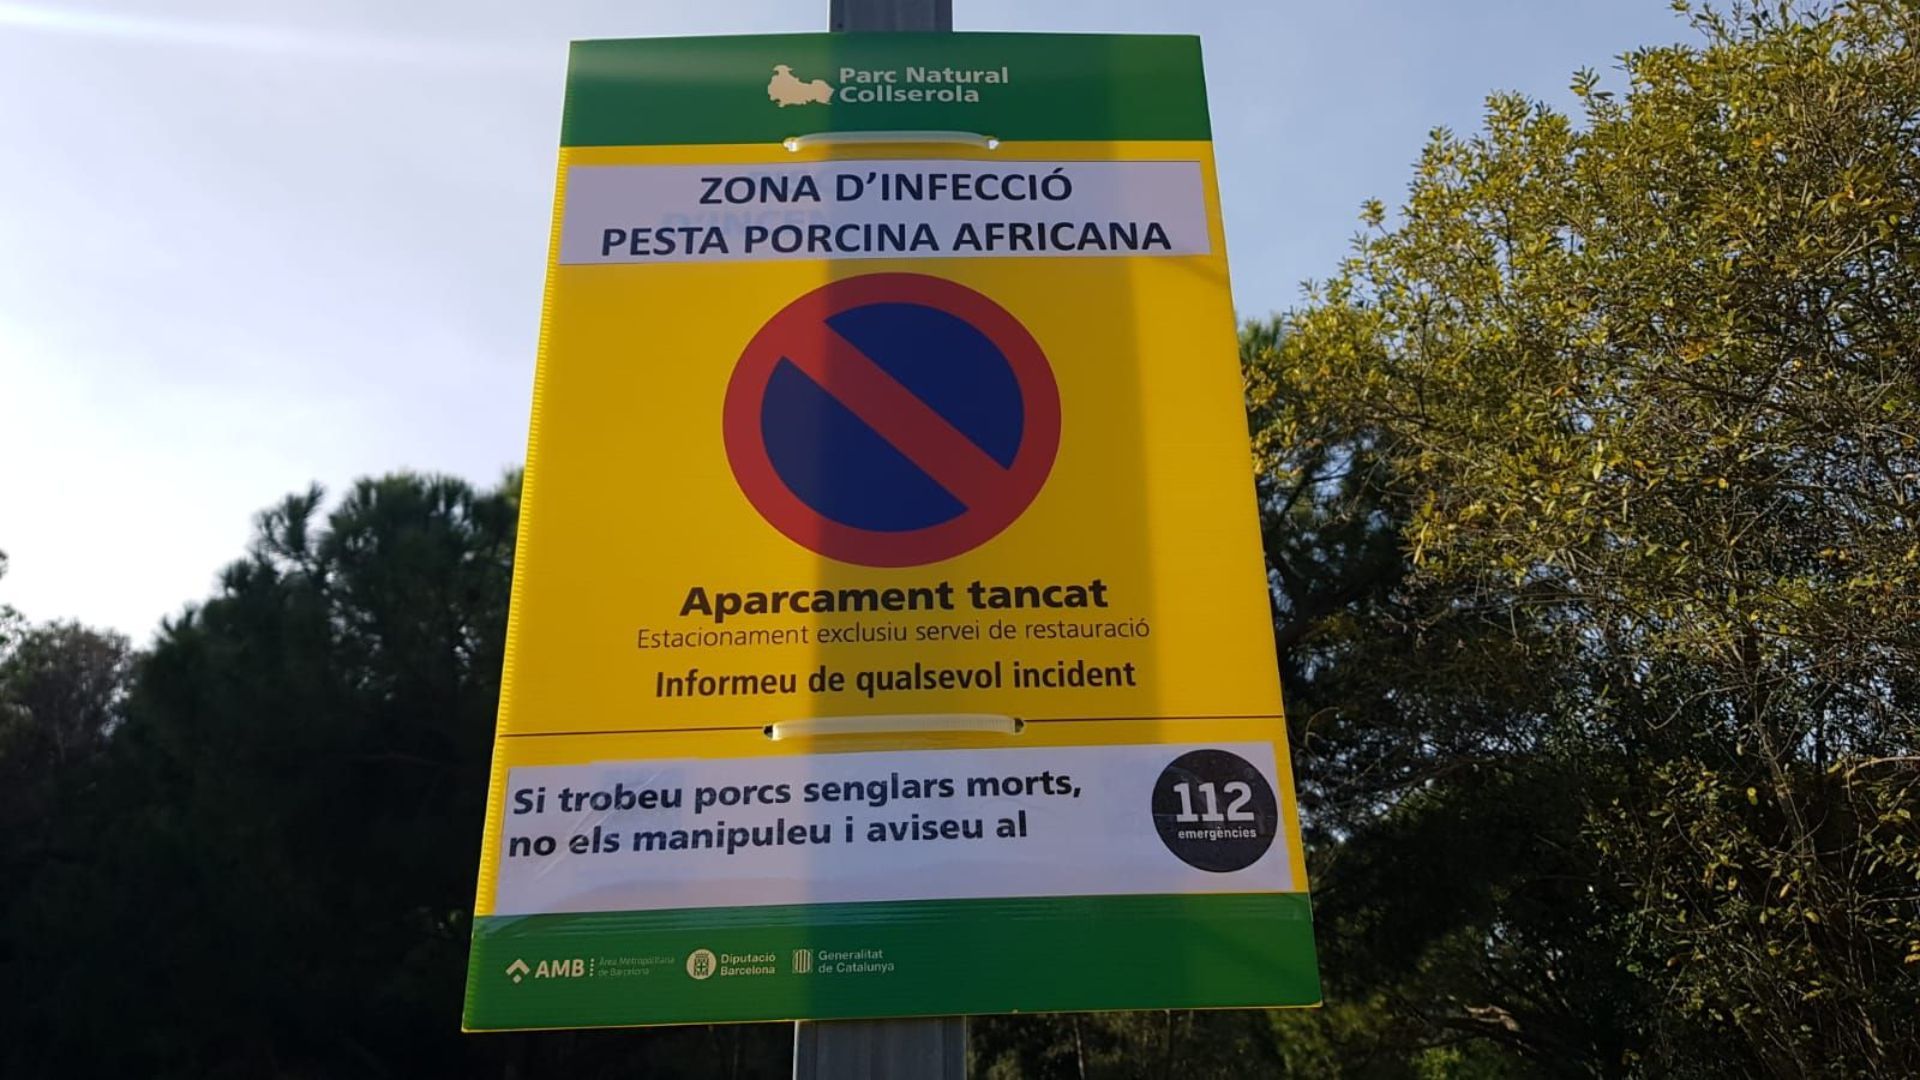 Parc Natural
Collserola
ZONA D'INFECCIÓ
PESTA PORCINA AFRICANA
Aparcament tancat
Estacionament exclusiu servei de restauració
Informeu de qualsevol incident
Si trobeu porcs senglars morts,
no els manipuleu i aviseu al
112
emergències
AMB
Àrea Metropolitana
de Barcelona
Diputació
Barcelona
Generalitat
de Catalunya